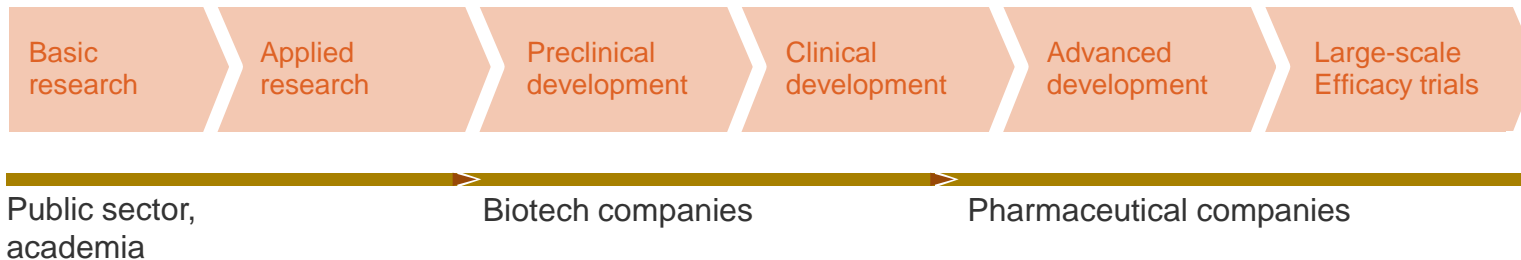 Basic
research
Applied
research
Preclinical
development
Clinical
development
Advanced
development
Large-scale
Efficacy trials
Public sector,
academia
Biotech companies
Pharmaceutical companies